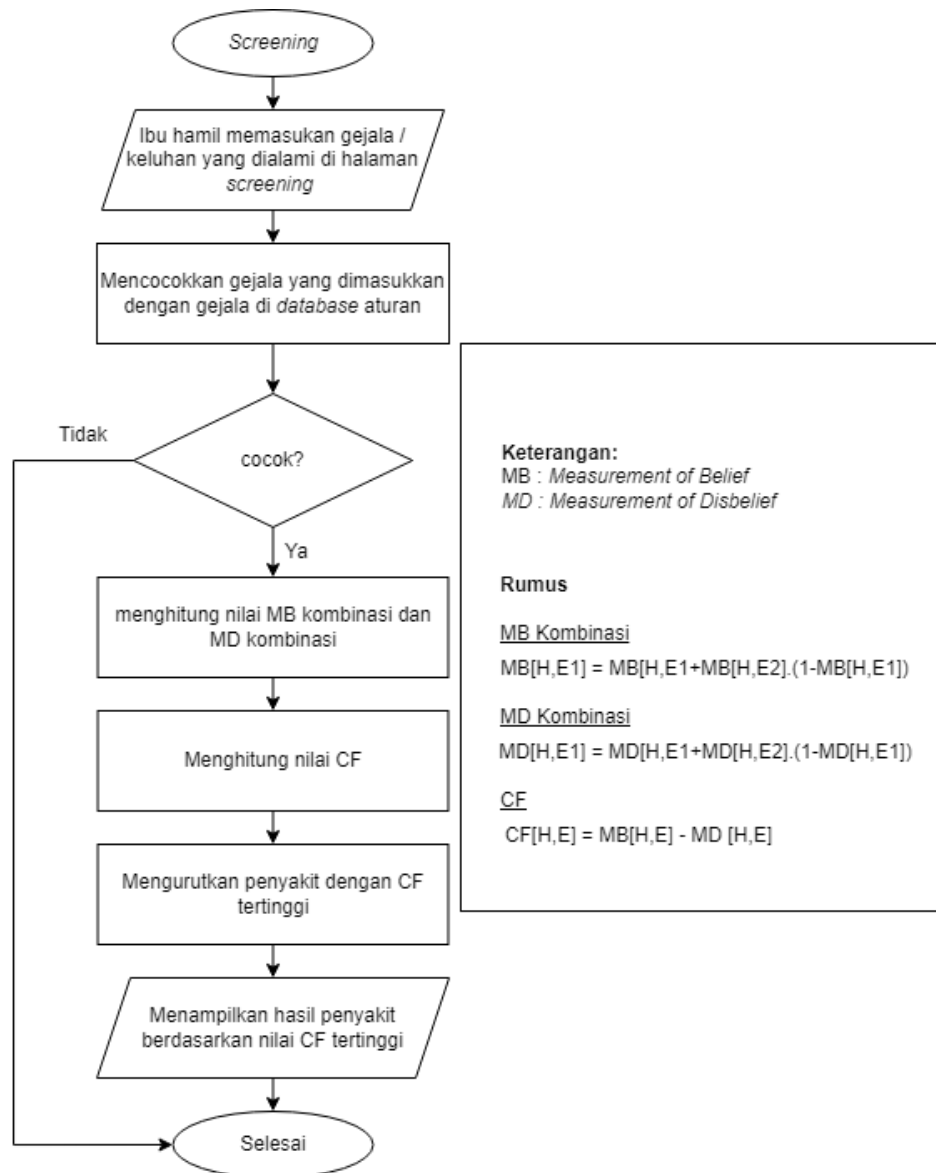 Screening
Ibu hamil memasukan gejala /
keluhan yang dialami di halaman
screening
Mencocokkan gejala yang dimasukkan
dengan gejala di database aturan
cocok?
Tidak
Ya
menghitung nilai MB kombinasi dan
MD kombinasi
Menghitung nilai CF
Mengurutkan penyakit dengan CF
tertinggi
Menampilkan hasil penyakit
berdasarkan nilai CF tertinggi
Selesai
Keterangan:
MB : Measurement of Belief
MD : Measurement of Disbelief
Rumus
MB Kombinasi
MB[H,E1] = MB[H,E1+MB[H,E2].(1-MB[H,E1])
MD Kombinasi
MD[H,E1] = MD[H,E1+MD[H,E2].(1-MD[H,E1])
CF
CF[H,E] = MB[H,E] - MD [H,E]